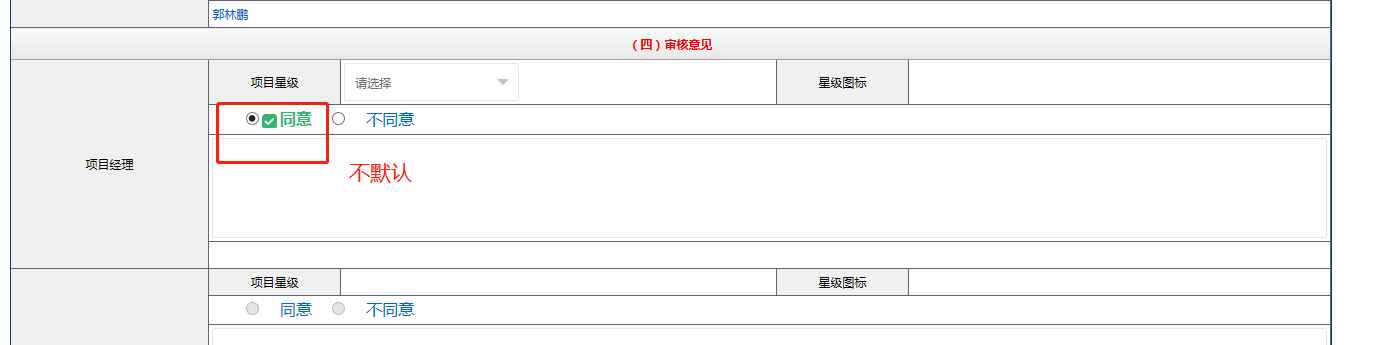 郭林鹏
（四）审核意见
项目星级 请选择 星级图标
同意 不同意
项目经理
不默认
项目星级 星级图标
同意 不同意